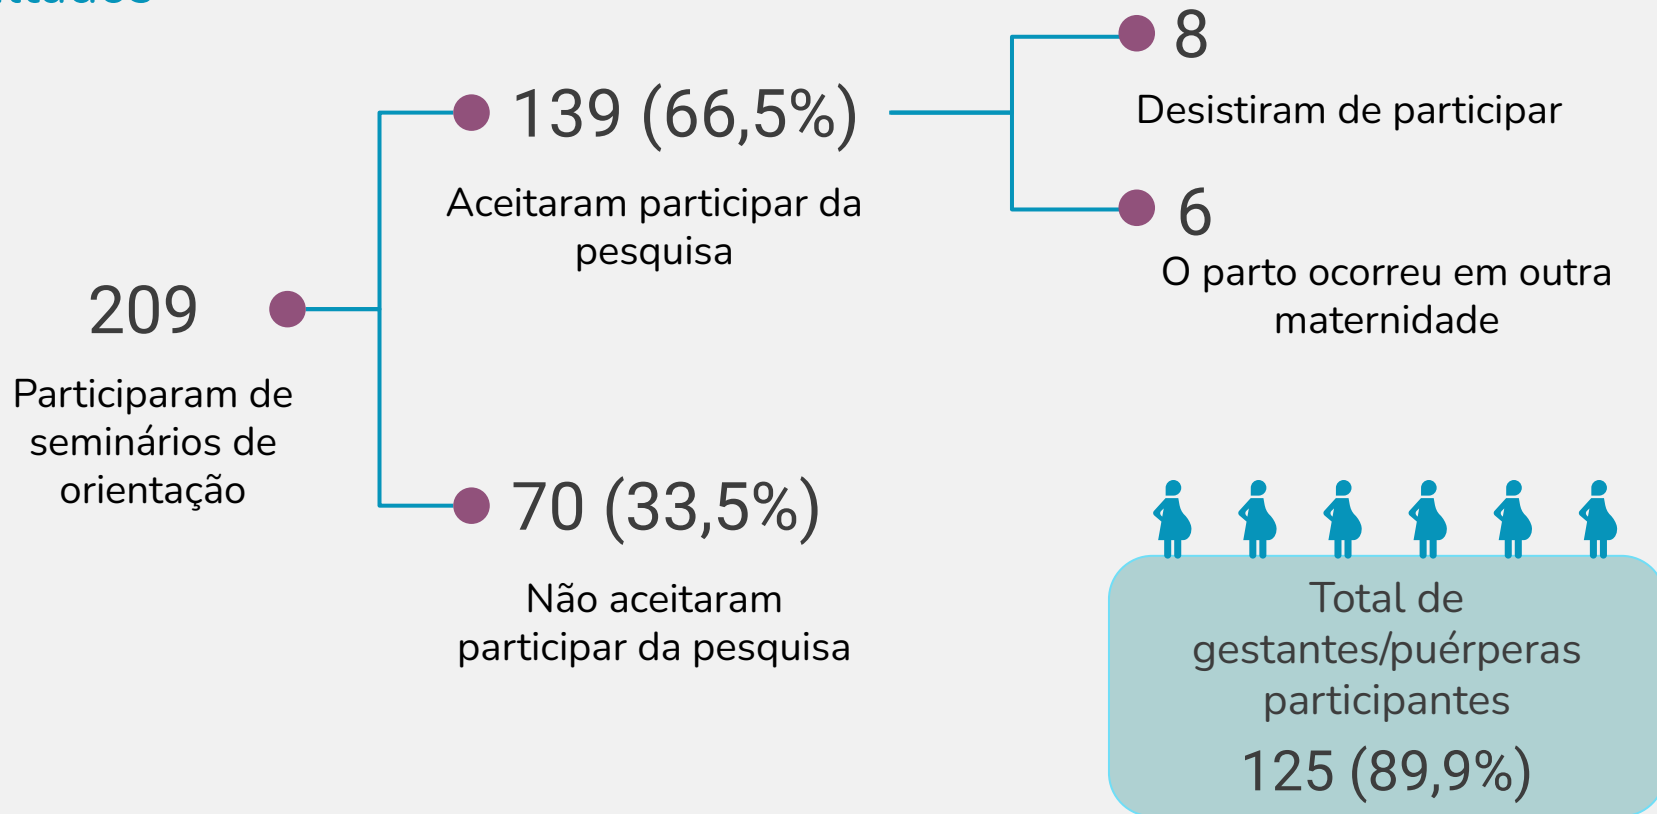 209
Participaram de
seminários de
orientação
139 (66,5%)
Aceitaram participar da
pesquisa
70 (33,5%)
Não aceitaram
participar da pesquisa
8
Desistiram de participar
6
O parto ocorreu em outra
maternidade
Total de
gestantes/puérperas
participantes
125 (89,9%)